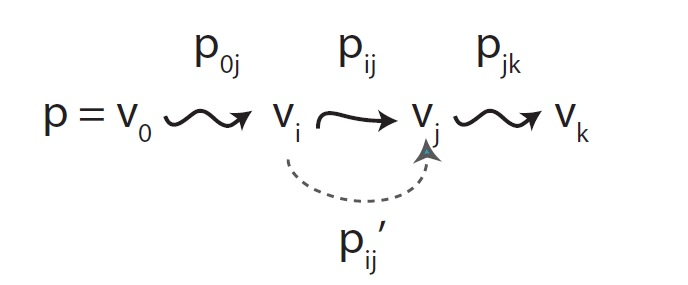 p₀ⱼ pᵢⱼ pⱼₖ
p = v₀ vᵢ vⱼ vₖ
pᵢⱼ′